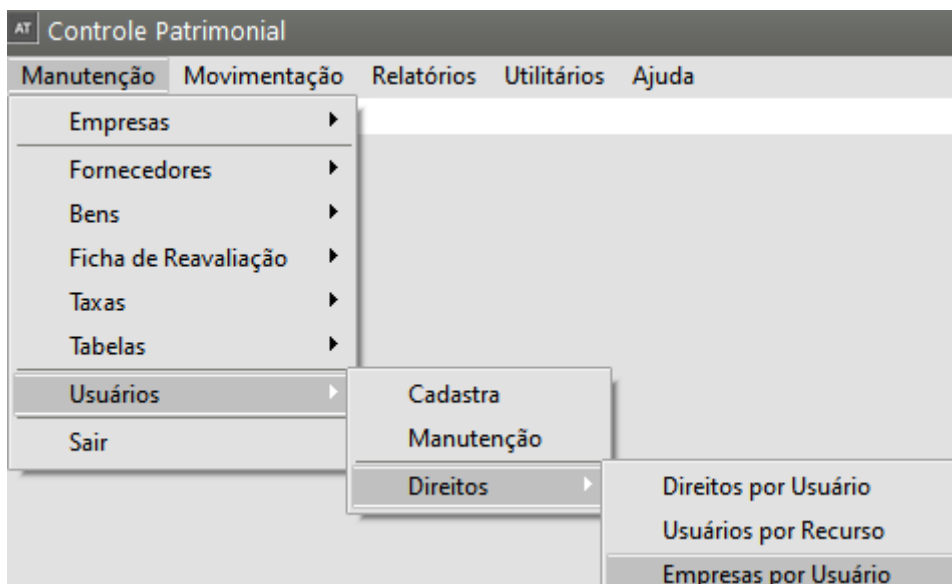 AT Controle Patrimonial
Manutenção Movimentação Relatórios Utilitários Ajuda
Empresas
Fornecedores
Bens
Ficha de Reavaliação
Taxas
Tabelas
Usuários
Sair
Cadastra
Manutenção
Direitos
Direitos por Usuário
Usuários por Recurso
Empresas por Usuário